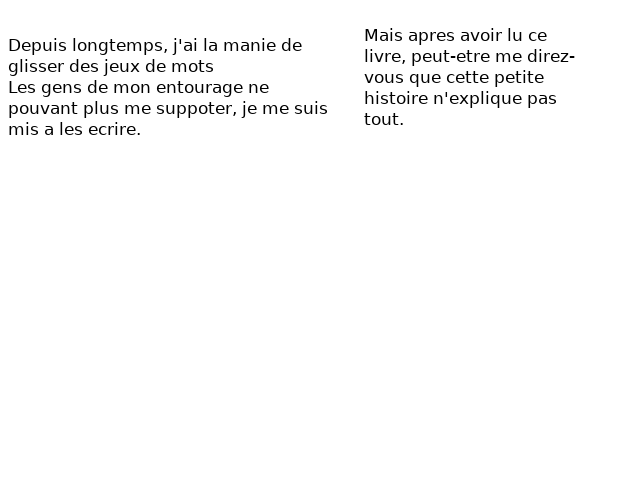 Depuis longtemps, j'ai la manie de
glisser des jeux de mots
Les gens de mon entourage ne
pouvant plus me suppoter, je me suis
mis a les ecrire.
Mais apres avoir lu ce
livre, peut-etre me direz-
vous que cette petite
histoire n'explique pas
tout.